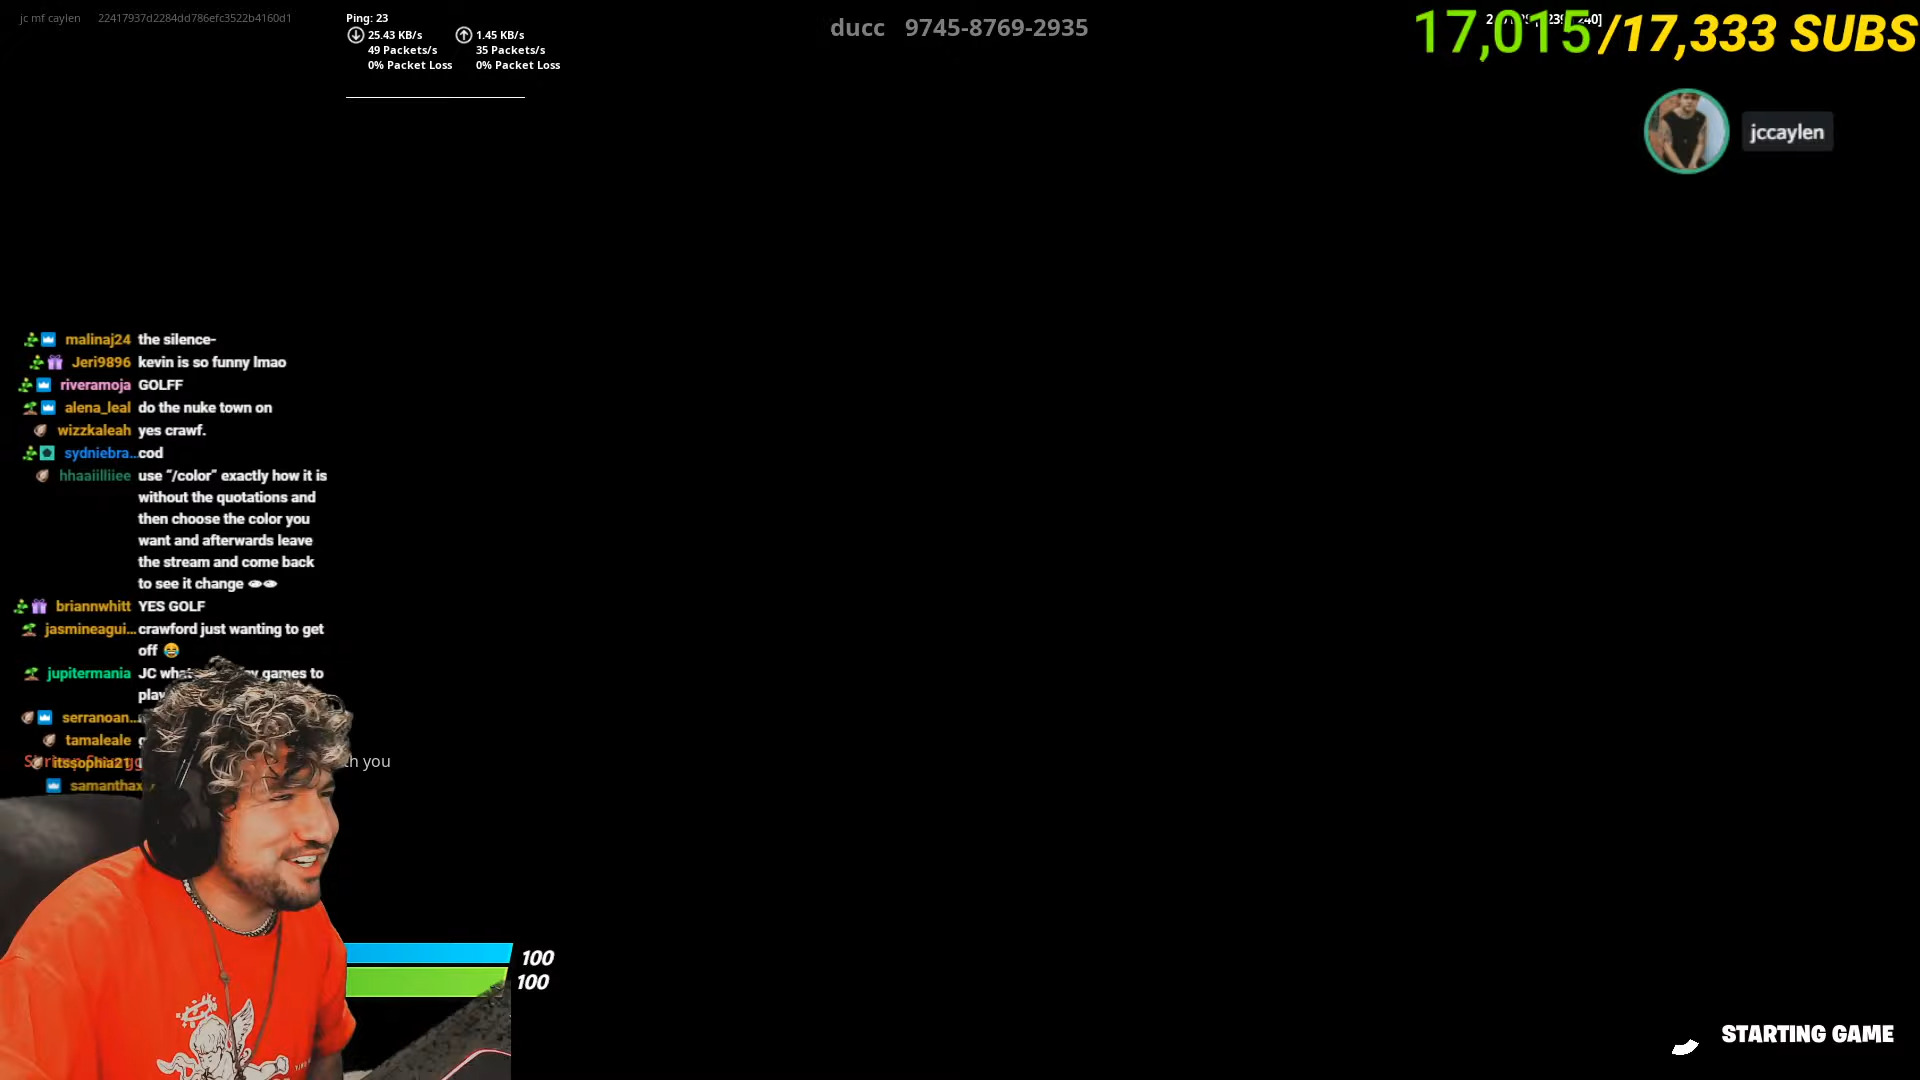 jc mf caylen 22417937d2284dd786efc3522b4160d1
Ping: 23
25.43 KB/s 1.45 KB/s
49 Packets/s 35 Packets/s
0% Packet Loss 0% Packet Loss
ducc 9745-8769-2935
17,015/17,333 SUBS
jccaylen
malinaj24 the silence-
Jeri9896 kevin is so funny lmao
riveramoja GOLFF
alena_leal do the nuke town on
wizzkaleah yes crawf.
sydniebra... cod
hhaaiilliiee use "/color" exactly how it is
without the quotations and
then choose the color you
want and afterwards leave
the stream and come back
to see it change
briannwhitt YES GOLF
jasmineagui... crawford just wanting to get
off 😂
jupitermania JC games to
serranoan...
tamaleale
itssophia21 you
100
100
STARTING GAME